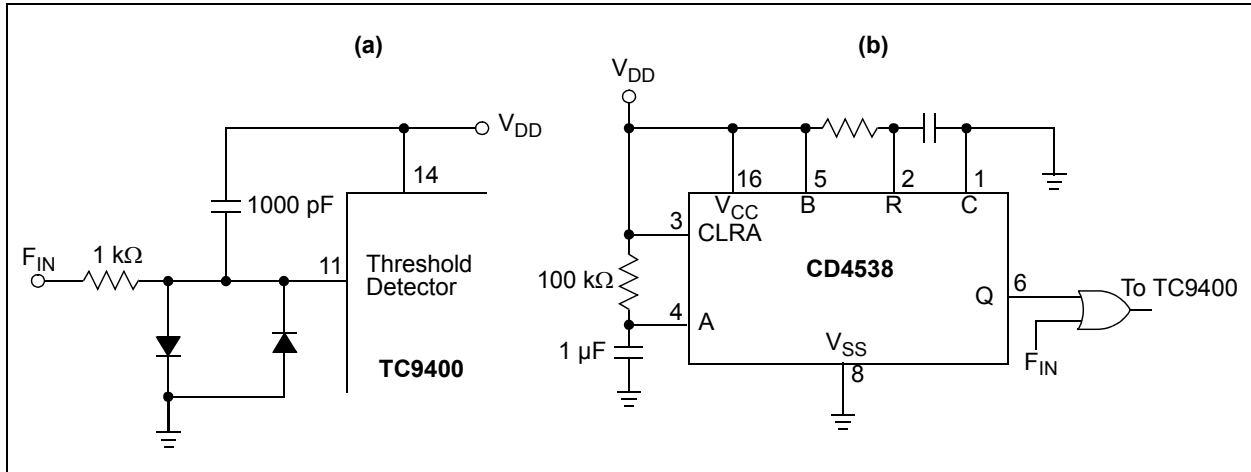 (a)
V_DD
14
1000 pF
F_IN
1 kΩ
11
Threshold
Detector
TC9400
(b)
V_DD
16
5
2
1
V_CC
B
R
C
3
CLRA
CD4538
100 kΩ
4
A
Q
6
To TC9400
1 µF
V_SS
8
F_IN